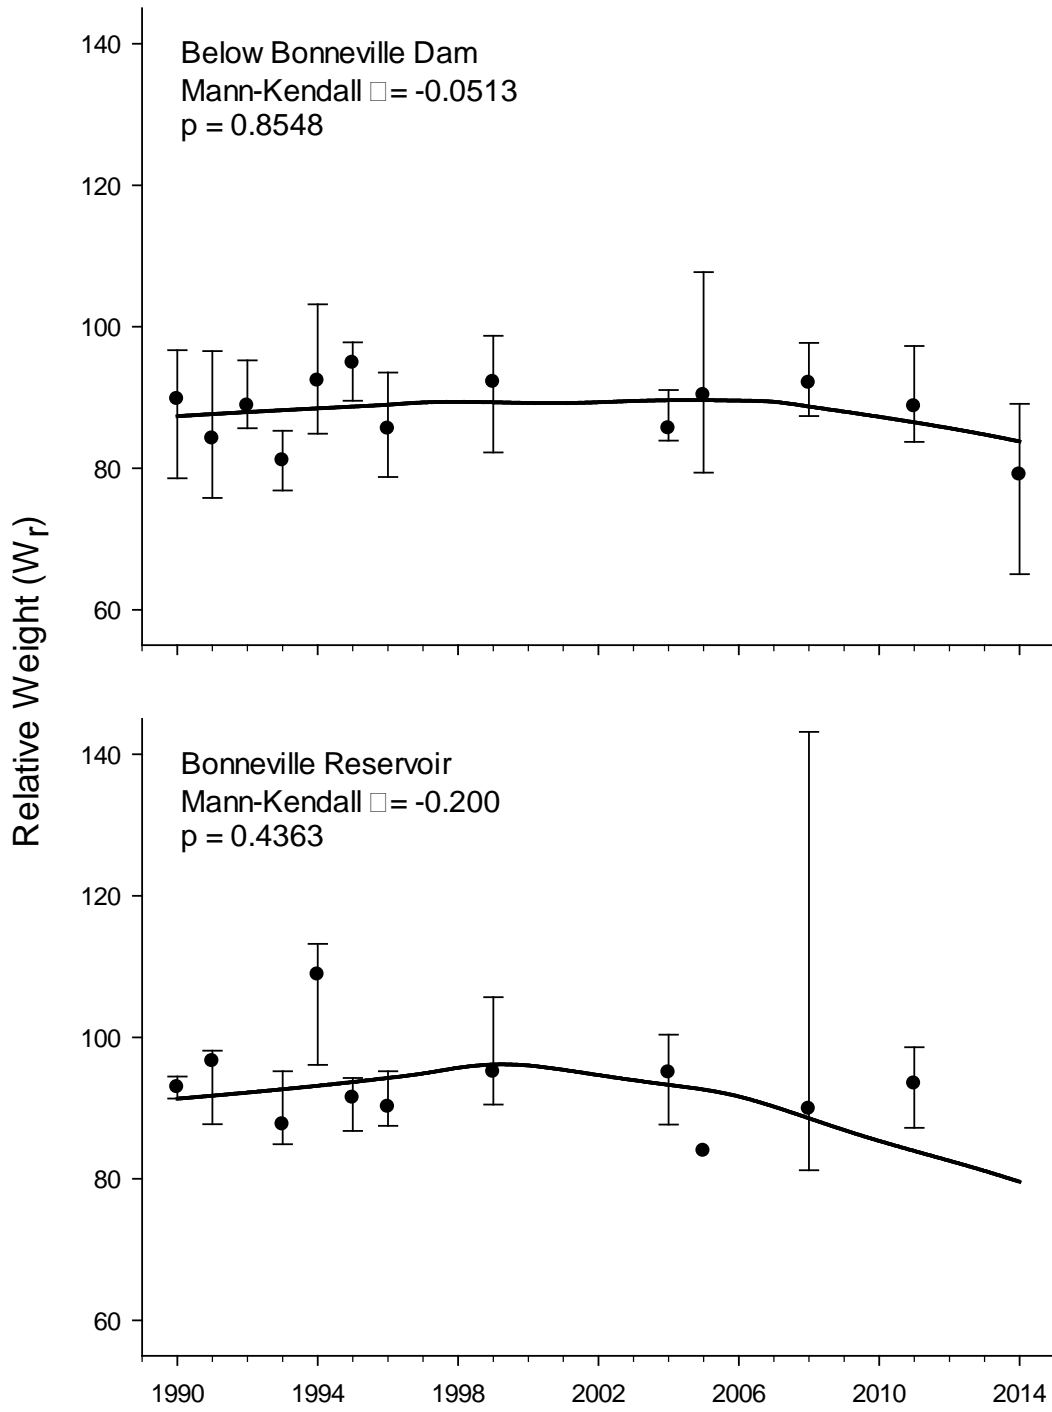 Relative Weight (Wr)
140
120
100
80
60
Below Bonneville Dam
Mann-Kendall □= -0.0513
p = 0.8548
140
120
100
80
60
Bonneville Reservoir
Mann-Kendall □= -0.200
p = 0.4363
1990 1994 1998 2002 2006 2010 2014